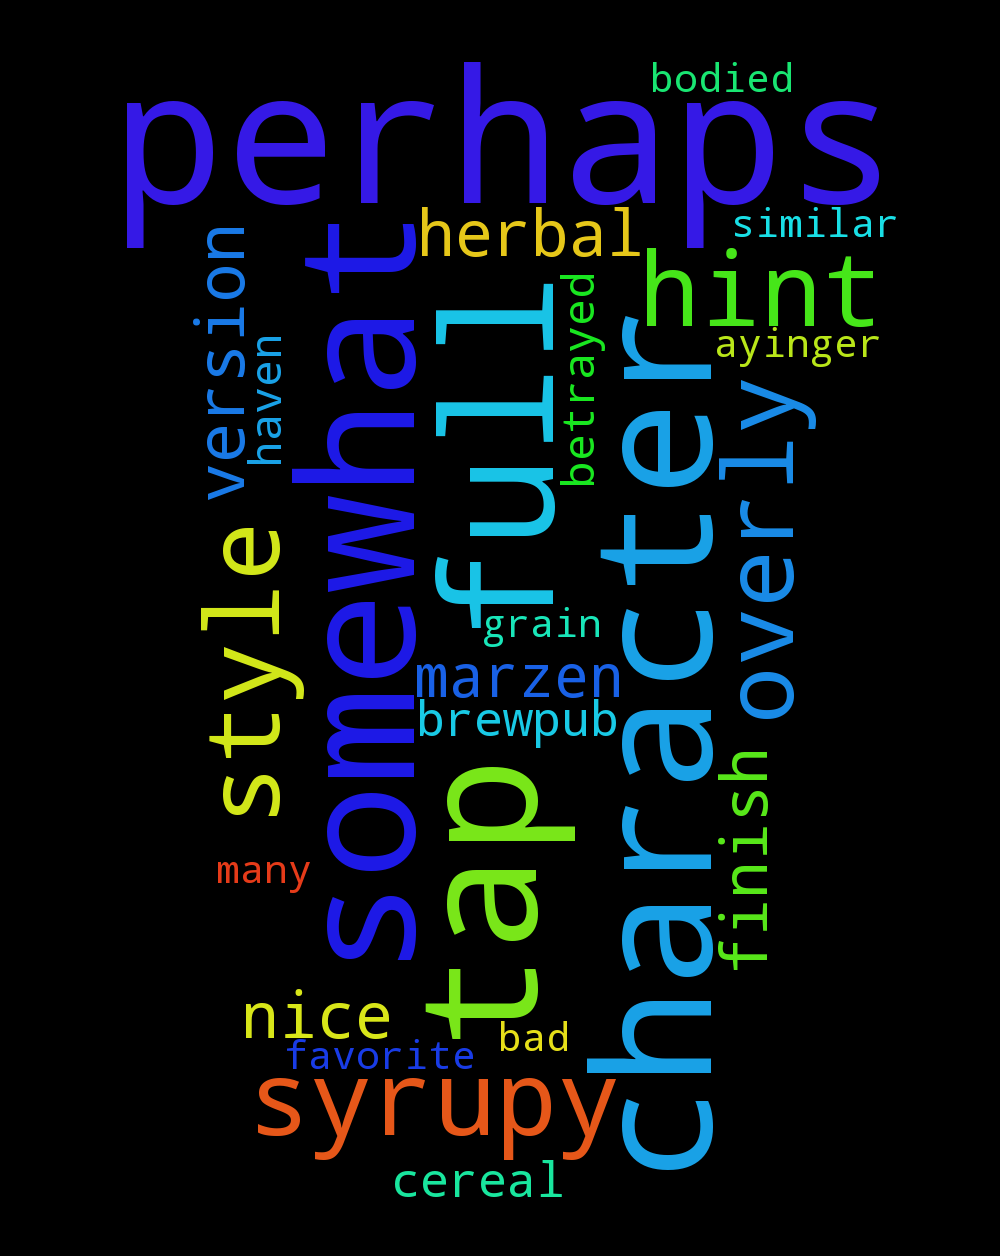 bodied
perhaps
herbal
similar
version
somewhat
hint
haven
full
betrayed
character
ayinger
overly
style
grain
marzen
brewpub
tap
finish
many
nice
bad
favorite
syrupy
cereal